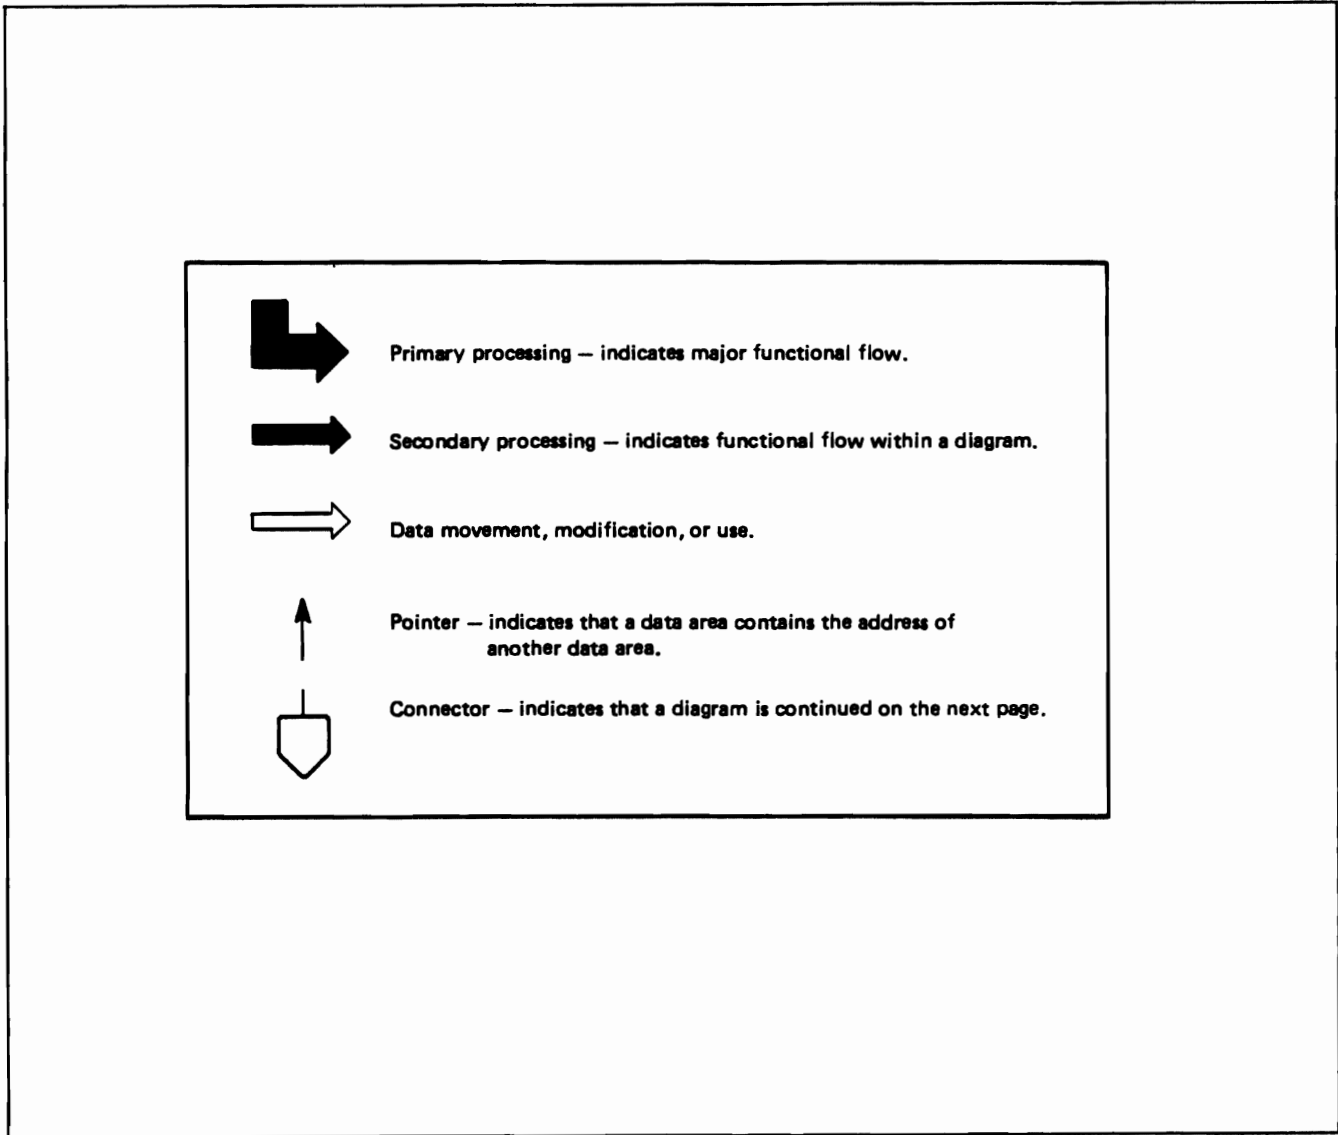 Primary processing — indicates major functional flow.
Secondary processing — indicates functional flow within a diagram.
Data movement, modification, or use.
Pointer — indicates that a data area contains the address of
another data area.
Connector — indicates that a diagram is continued on the next page.